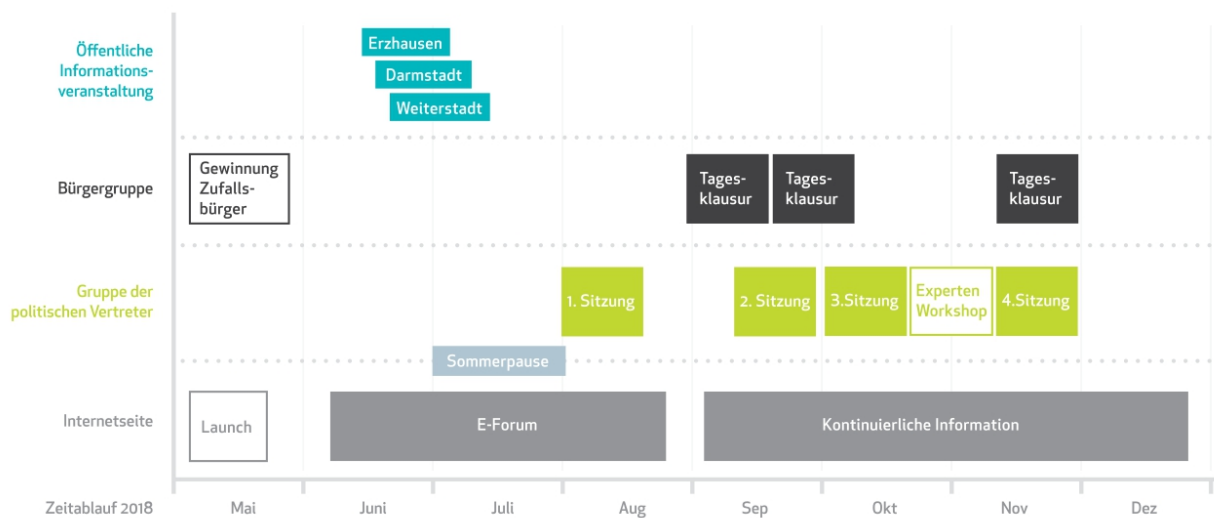 Öffentliche
Informations-
veranstaltung
Erzhausen
Darmstadt
Weiterstadt
Bürgergruppe
Gewinnung
Zufalls-
bürger
Tages-
klausur
Tages-
klausur
Tages-
klausur
Gruppe der
politischen Vertreter
1. Sitzung
2. Sitzung
3.Sitzung
Experten
Workshop
4.Sitzung
Sommerpause
Internetseite
Launch
E-Forum
Kontinuierliche Information
Zeitablauf 2018
Mai
Juni
Juli
Aug
Sep
Okt
Nov
Dez